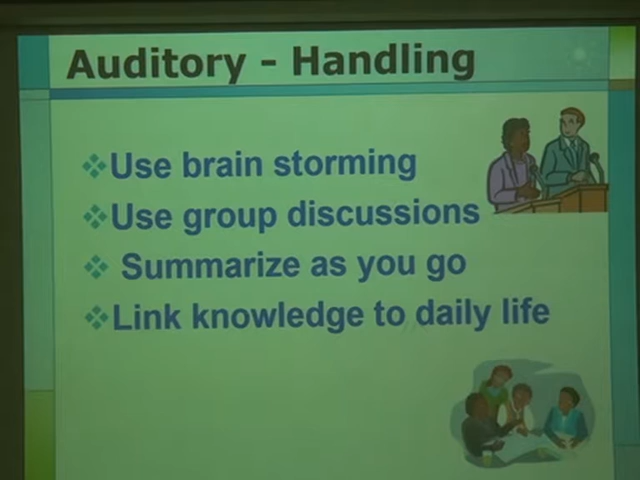 Auditory - Handling
Use brain storming
Use group discussions
Summarize as you go
Link knowledge to daily life